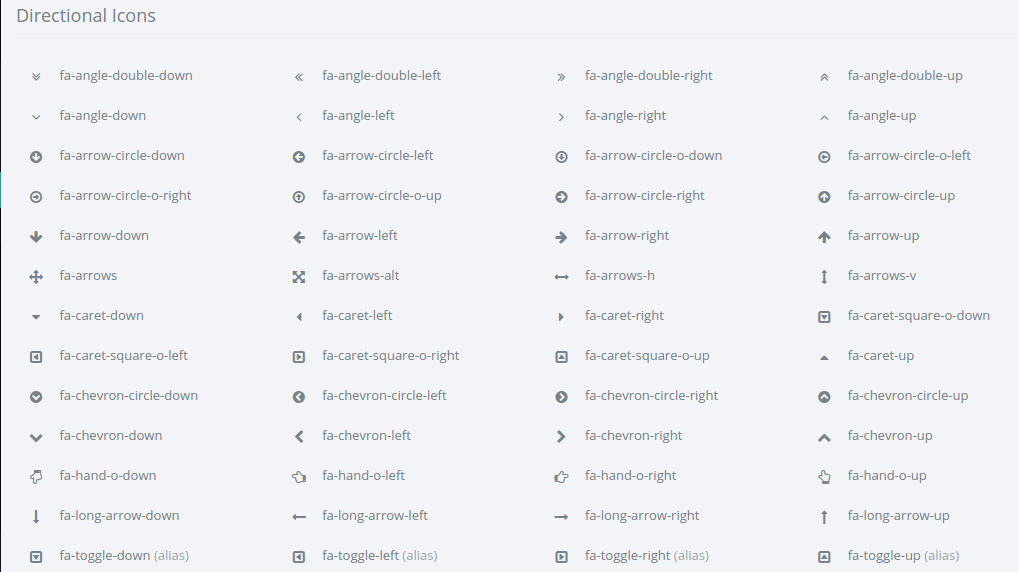 Directional Icons
fa-angle-double-down fa-angle-double-left fa-angle-double-right fa-angle-double-up
fa-angle-down fa-angle-left fa-angle-right fa-angle-up
fa-arrow-circle-down fa-arrow-circle-left fa-arrow-circle-o-down fa-arrow-circle-o-left
fa-arrow-circle-o-right fa-arrow-circle-o-up fa-arrow-circle-right fa-arrow-circle-up
fa-arrow-down fa-arrow-left fa-arrow-right fa-arrow-up
fa-arrows fa-arrows-alt fa-arrows-h fa-arrows-v
fa-caret-down fa-caret-left fa-caret-right fa-caret-square-o-down
fa-caret-square-o-left fa-caret-square-o-right fa-caret-square-o-up fa-caret-up
fa-chevron-circle-down fa-chevron-circle-left fa-chevron-circle-right fa-chevron-circle-up
fa-chevron-down fa-chevron-left fa-chevron-right fa-chevron-up
fa-hand-o-down fa-hand-o-left fa-hand-o-right fa-hand-o-up
fa-long-arrow-down fa-long-arrow-left fa-long-arrow-right fa-long-arrow-up
fa-toggle-down (alias) fa-toggle-left (alias) fa-toggle-right (alias) fa-toggle-up (alias)